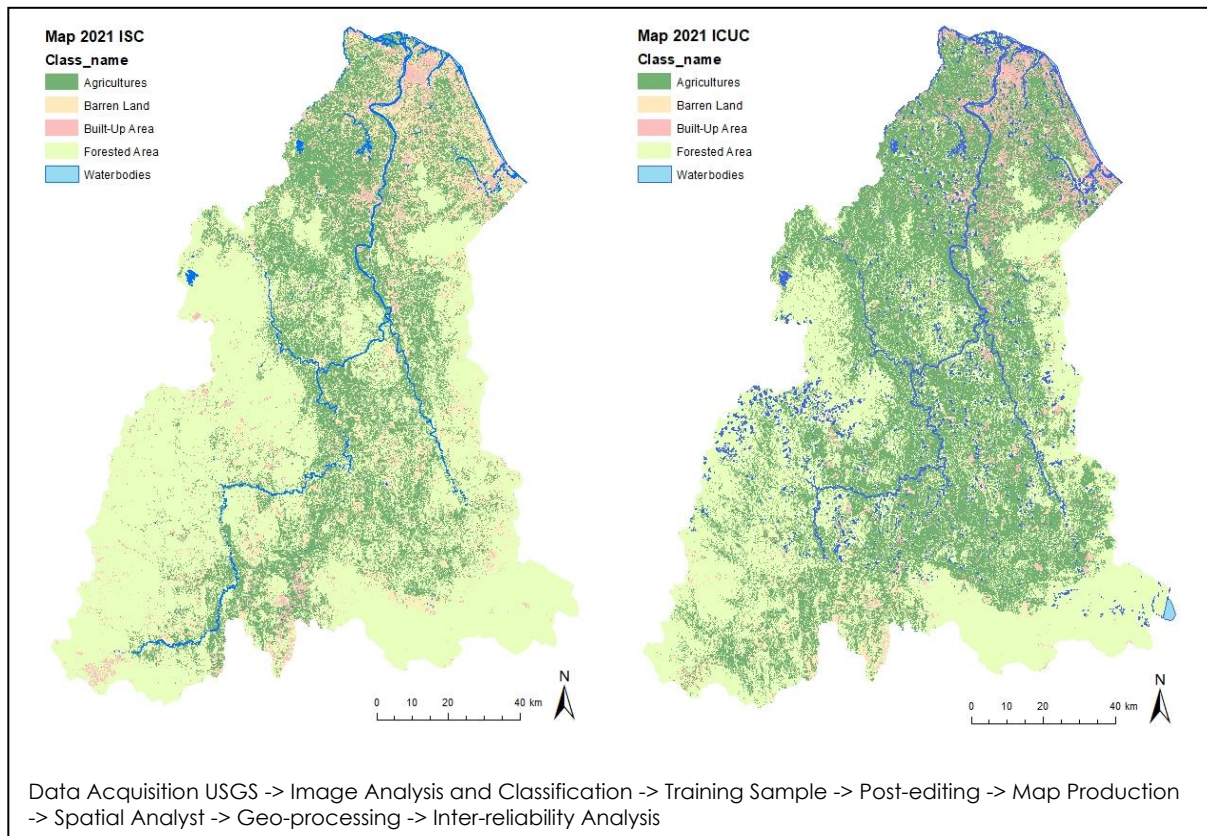 Map 2021 ISC
Class_name
Agricultures
Barren Land
Built-Up Area
Forested Area
Waterbodies
N
0 10 20 40 km
Map 2021 ICUC
Class_name
Agricultures
Barren Land
Built-Up Area
Forested Area
Waterbodies
N
0 10 20 40 km
Data Acquisition USGS -> Image Analysis and Classification -> Training Sample -> Post-editing -> Map Production
-> Spatial Analyst -> Geo-processing -> Inter-reliability Analysis